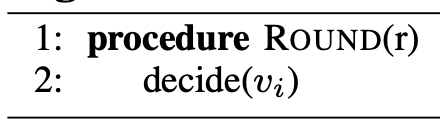 1: procedure ROUND(r)
2: decide(v_i)